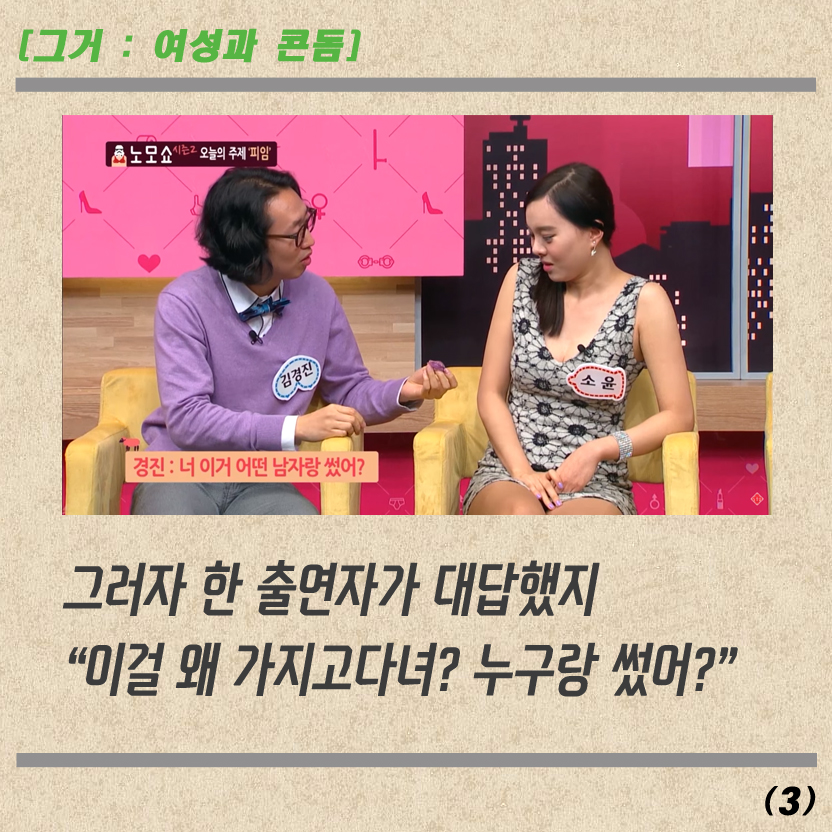 [그거 : 여성과 콘돔]
노모쇼 시즌2 오늘의 주제 '피임'
김경진
소윤
경진 : 너 이거 어떤 남자랑 썼어?
그러자 한 출연자가 대답했지
“이걸 왜 가지고다녀? 누구랑 썼어?”
(3)